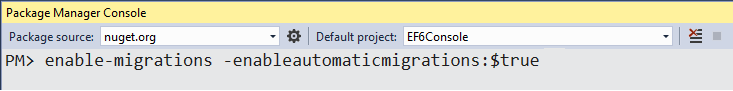 Package Manager Console
Package source: nuget.org Default project: EF6Console
PM> enable-migrations -enableautomaticmigrations:$true